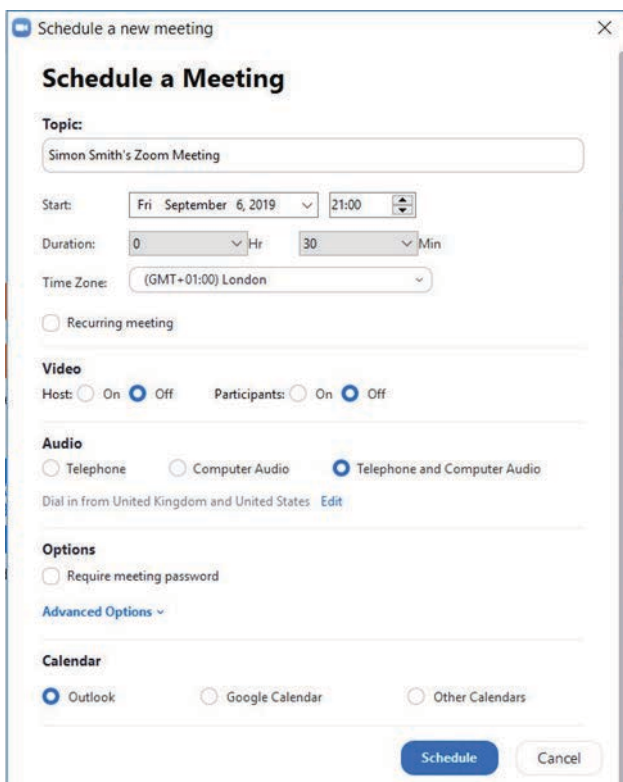 Schedule a new meeting
Schedule a Meeting
Topic:
Simon Smith's Zoom Meeting
Start: Fri September 6, 2019 21:00
Duration: 0 Hr 30 Min
Time Zone: (GMT+01:00) London
Recurring meeting
Video
Host: On Off Participants: On Off
Audio
Telephone Computer Audio Telephone and Computer Audio
Dial in from United Kingdom and United States Edit
Options
Require meeting password
Advanced Options
Calendar
Outlook Google Calendar Other Calendars
Schedule Cancel